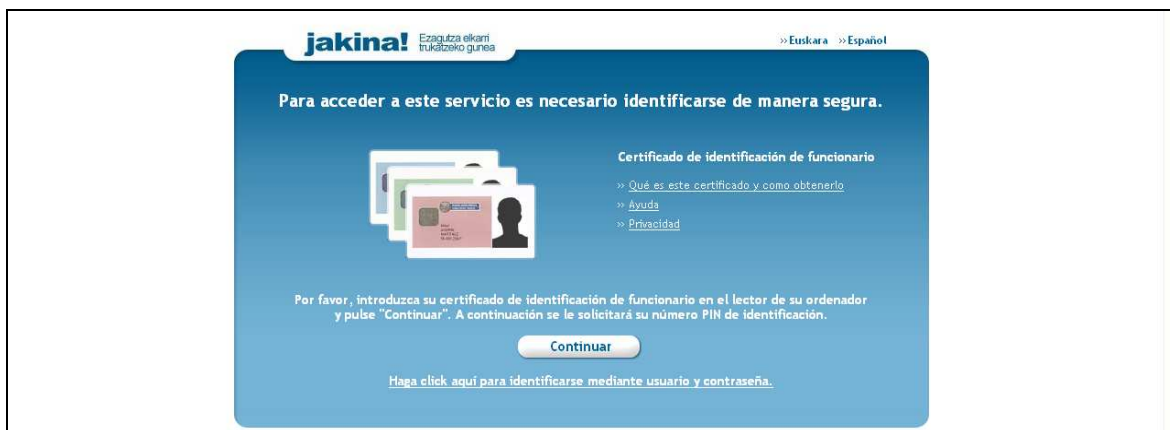 jakina! Ezagutza elkarri
trukatzeko gunea
»Euskara »Español
Para acceder a este servicio es necesario identificarse de manera segura.
Certificado de identificación de funcionario
» Qué es este certificado y como obtenerlo
» Ayuda
» Privacidad
Por favor, introduzca su certificado de identificación de funcionario en el lector de su ordenador
y pulse "Continuar". A continuación se le solicitará su número PIN de identificación.
Continuar
Haga click aquí para identificarse mediante usuario y contraseña.